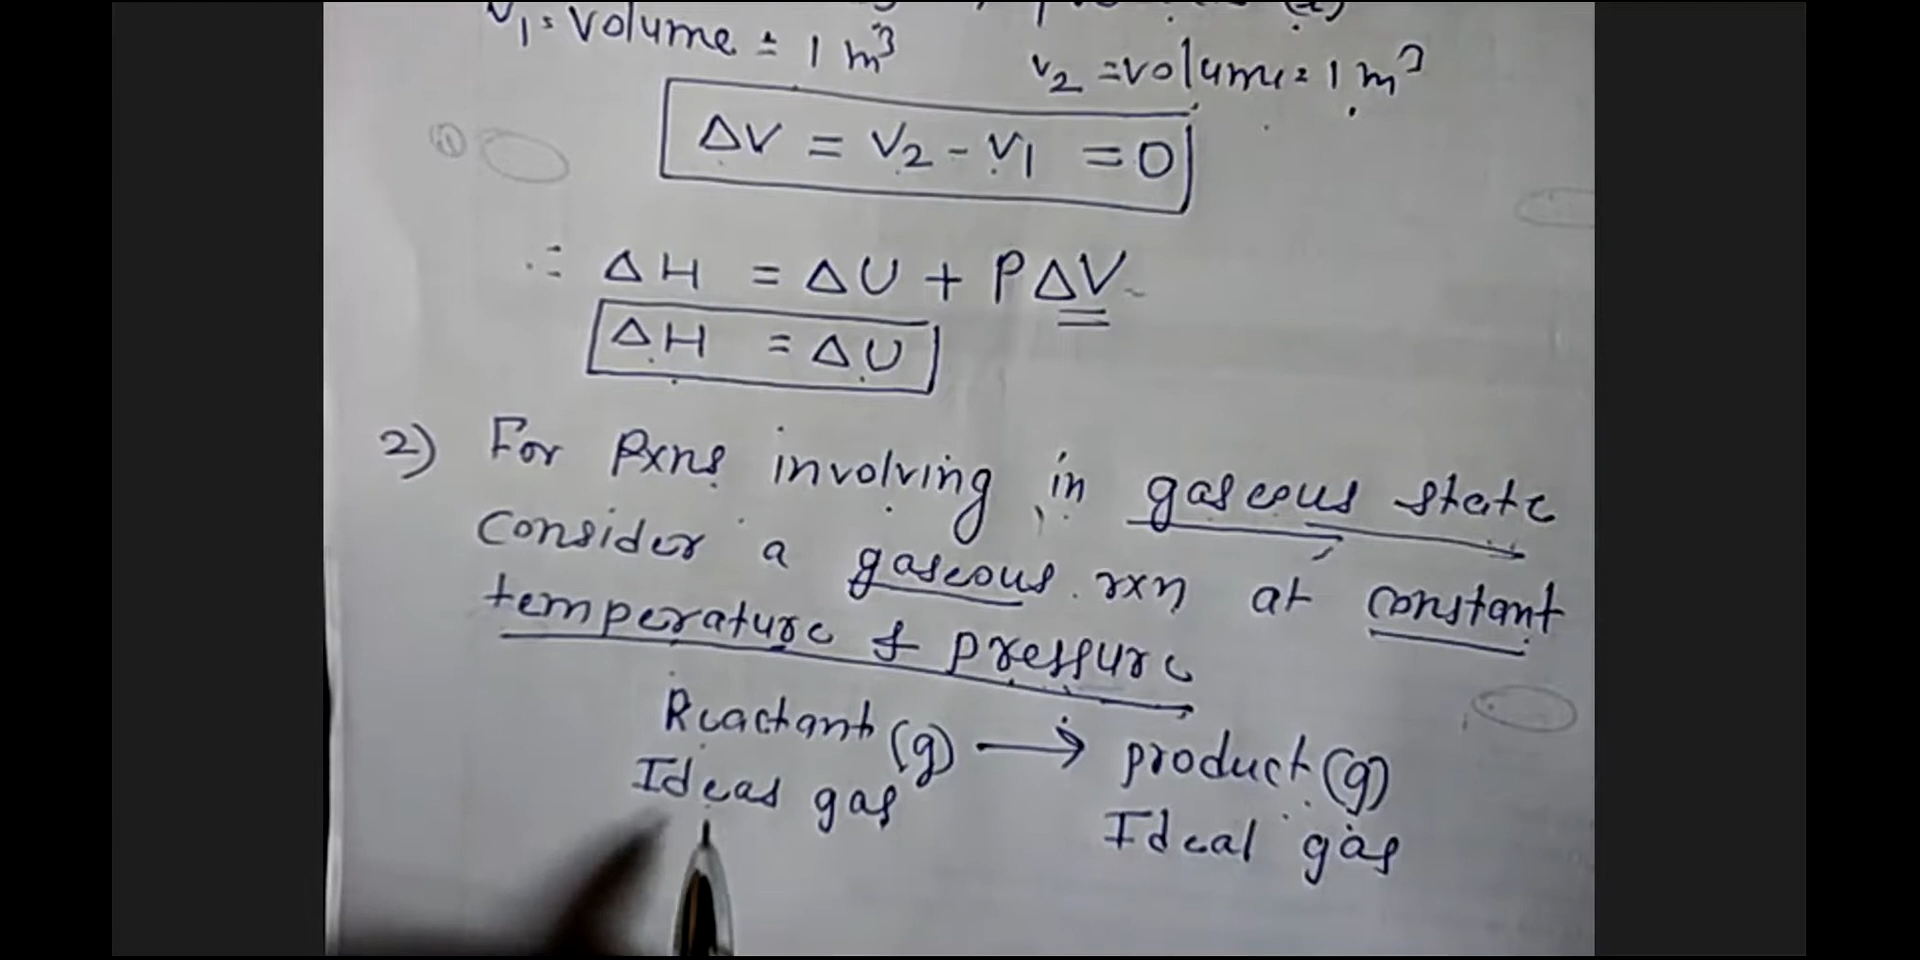 V1 = volume = 1 m³
V2 = volume = 1 m³
ΔV = V2 - V1 = 0
∴ ΔH = ΔU + PΔV
ΔH = ΔU
2) For Rxns involving in gaseous state
consider a gaseous rxn at constant
temperature & pressure
Reactant (g) → product (g)
Ideas gas Ideal gas